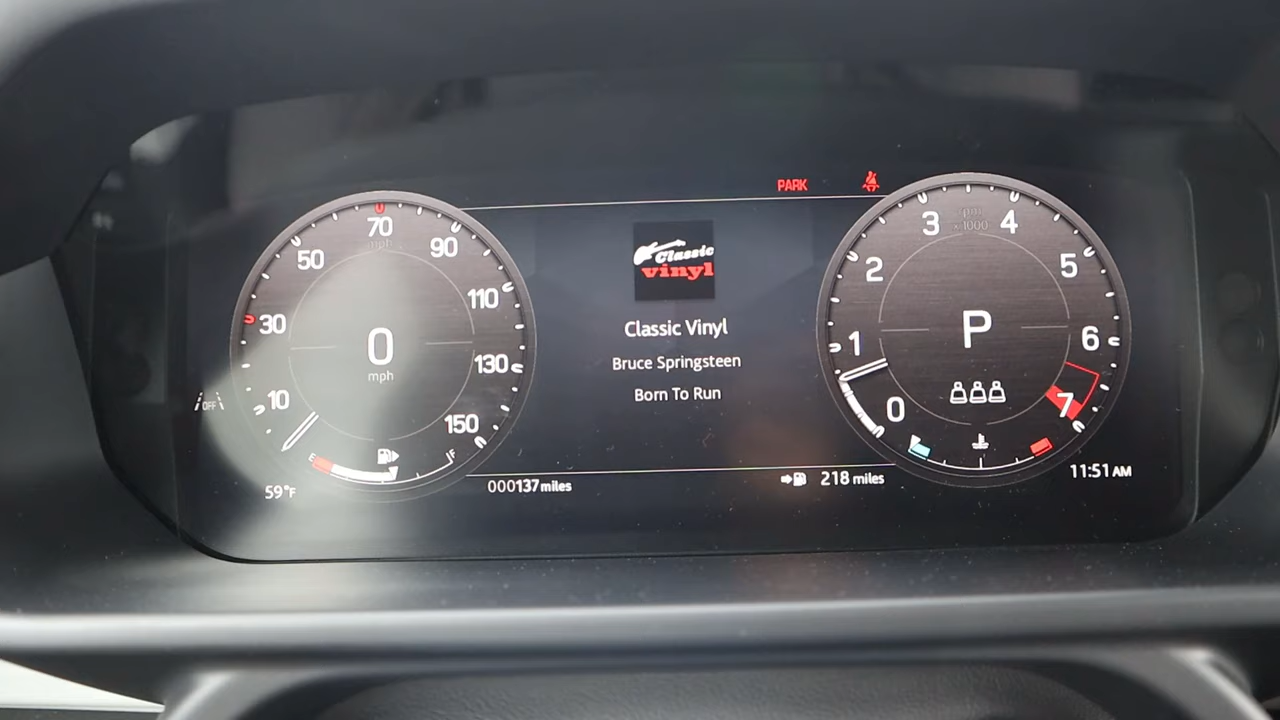 PARK
70
mph
50
90
30
110
0
mph
130
10
150
OFF
E
F
59°F
Classic
vinyl
Classic Vinyl
Bruce Springsteen
Born To Run
000137 miles
218 miles
3
4
x 1000
2
5
1
P
6
0
7
11:51 AM